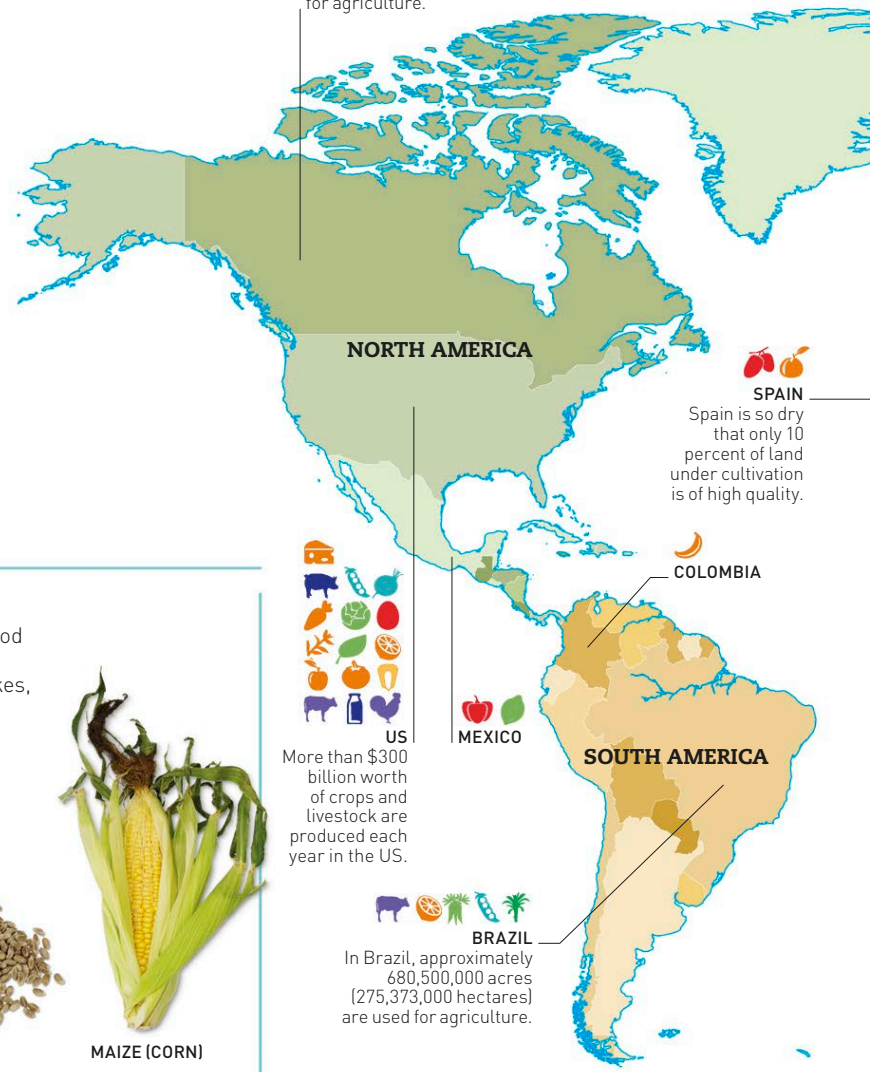 for agriculture.
NORTH AMERICA
SPAIN
Spain is so dry
that only 10
percent of land
under cultivation
is of high quality.
COLOMBIA
US
More than $300
billion worth
of crops and
livestock are
produced each
year in the US.
MEXICO
SOUTH AMERICA
BRAZIL
In Brazil, approximately
680,500,000 acres
(275,373,000 hectares)
are used for agriculture.
od
kes,
MAIZE (CORN)